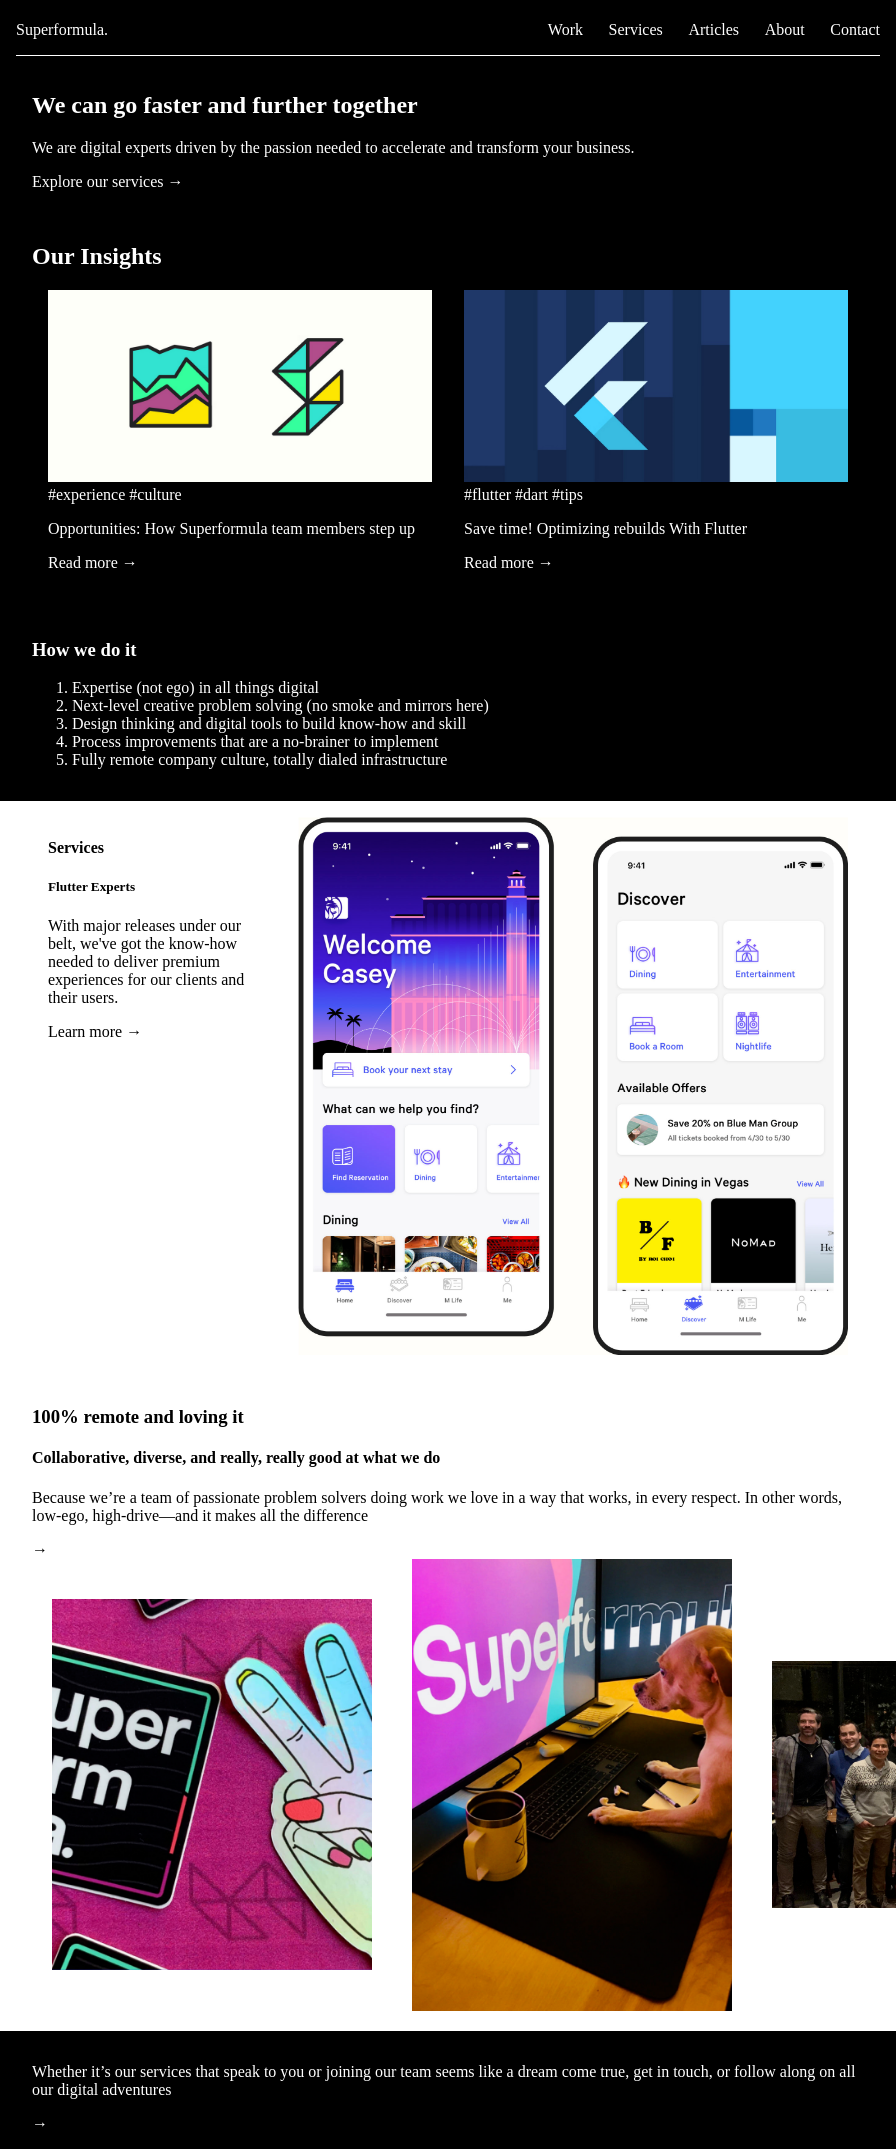 Superformula.
Work Services Articles About Contact
We can go faster and further together
We are digital experts driven by the passion needed to accelerate and transform your business.
Explore our services →
Our Insights
#experience #culture
Opportunities: How Superformula team members step up
Read more →
#flutter #dart #tips
Save time! Optimizing rebuilds With Flutter
Read more →
How we do it
1. Expertise (not ego) in all things digital
2. Next-level creative problem solving (no smoke and mirrors here)
3. Design thinking and digital tools to build know-how and skill
4. Process improvements that are a no-brainer to implement
5. Fully remote company culture, totally dialed infrastructure
Services
Flutter Experts
With major releases under our
belt, we've got the know-how
needed to deliver premium
experiences for our clients and
their users.
Learn more →
9:41
Welcome
Casey
Book your next stay
What can we help you find?
Find Reservation
Dining
Entertainmen
Dining
View All
Home
Discover
M Life
Me
9:41
Discover
Dining
Entertainment
Book a Room
Nightlife
Available Offers
Save 20% on Blue Man Group
All tickets booked from 4/30 to 5/30
🔥 New Dining in Vegas
View All
B/F
BY ROI CHOI
NoMad
He
Home
Discover
M Life
Me
100% remote and loving it
Collaborative, diverse, and really, really good at what we do
Because we’re a team of passionate problem solvers doing work we love in a way that works, in every respect. In other words,
low-ego, high-drive—and it makes all the difference
→
uper
rm
a.
Superformul
Whether it’s our services that speak to you or joining our team seems like a dream come true, get in touch, or follow along on all
our digital adventures
→